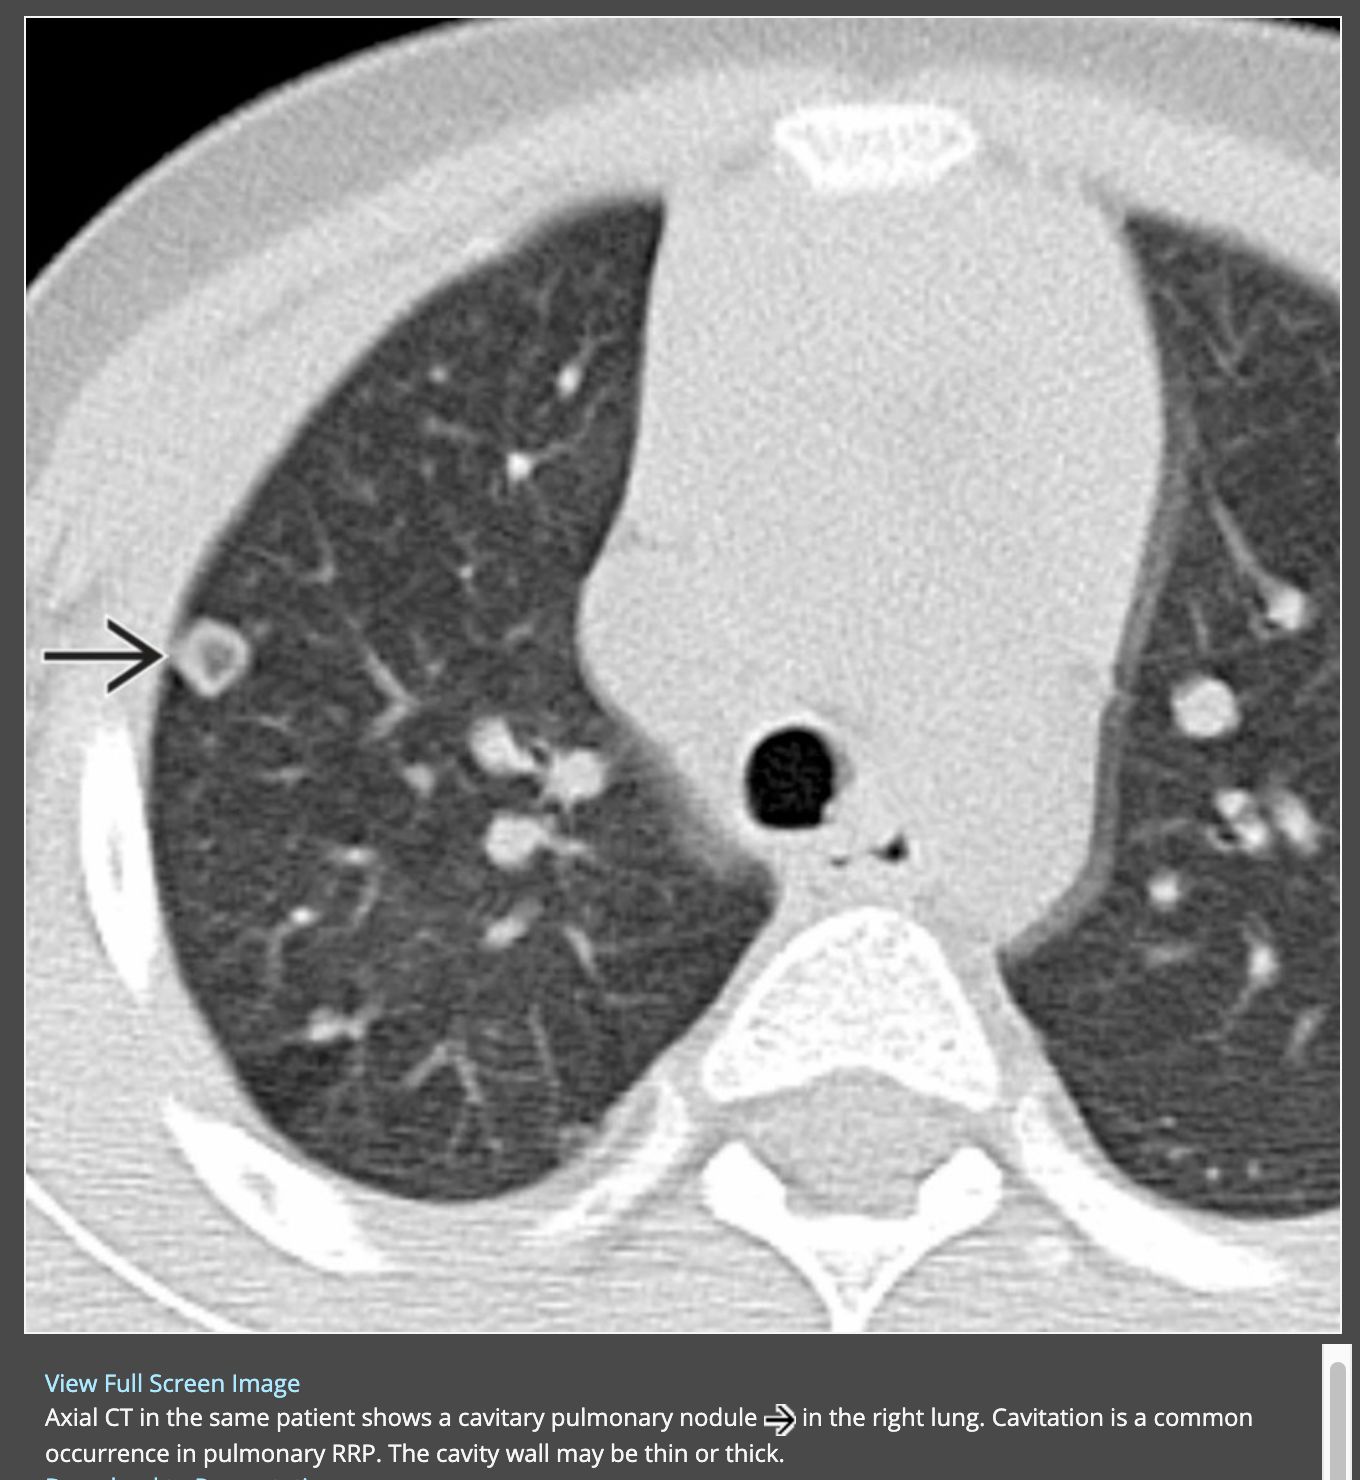 View Full Screen Image
Axial CT in the same patient shows a cavitary pulmonary nodule in the right lung. Cavitation is a common
occurrence in pulmonary RRP. The cavity wall may be thin or thick.